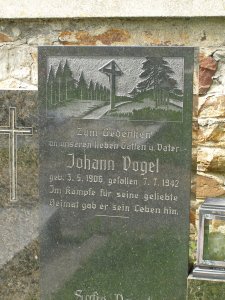 Zum Gedenken
an unseren lieben Gatten u. Vater
Johann Vogel
geb. 3. 5. 1906, gefallen 7. 7. 1942
Im Kampfe für seine geliebte
Heimat gab er sein Leben hin.